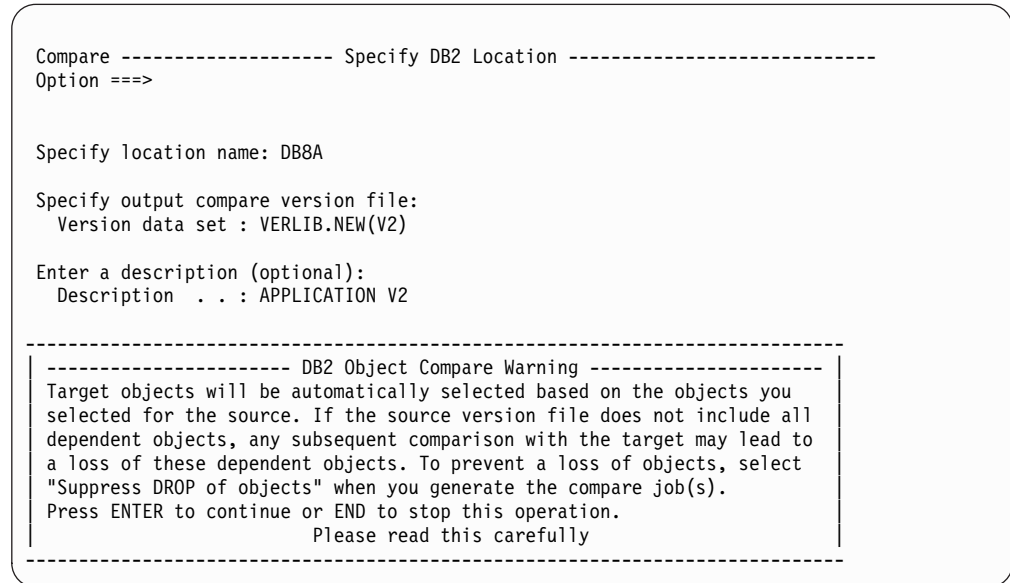 Compare -------------------- Specify DB2 Location -----------------------------
Option ===>
Specify location name: DB8A
Specify output compare version file:
Version data set : VERLIB.NEW(V2)
Enter a description (optional):
Description . . : APPLICATION V2
-----------------------------------------------------------------------------
| ----------------------- DB2 Object Compare Warning ---------------------- |
| Target objects will be automatically selected based on the objects you |
| selected for the source. If the source version file does not include all |
| dependent objects, any subsequent comparison with the target may lead to |
| a loss of these dependent objects. To prevent a loss of objects, select |
| "Suppress DROP of objects" when you generate the compare job(s). |
| Press ENTER to continue or END to stop this operation. |
| Please read this carefully |
-----------------------------------------------------------------------------